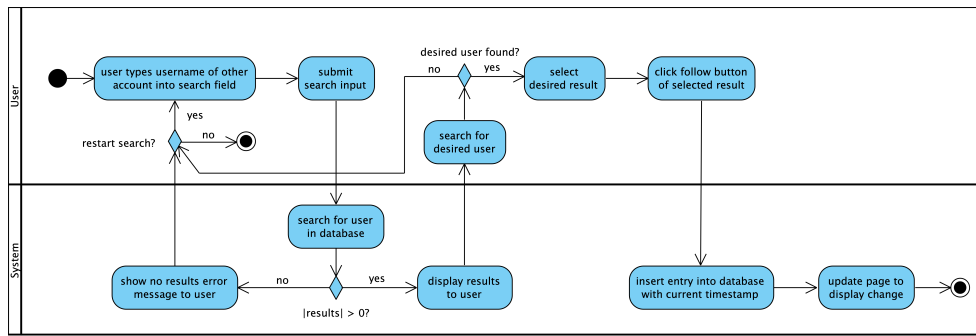 User
user types username of other
account into search field
submit
search input
desired user found?
no
yes
select
desired result
click follow button
of selected result
yes
restart search?
no
search for
desired user
System
search for user
in database
show no results error
message to user
no
yes
|results| > 0?
display results
to user
insert entry into database
with current timestamp
update page to
display change